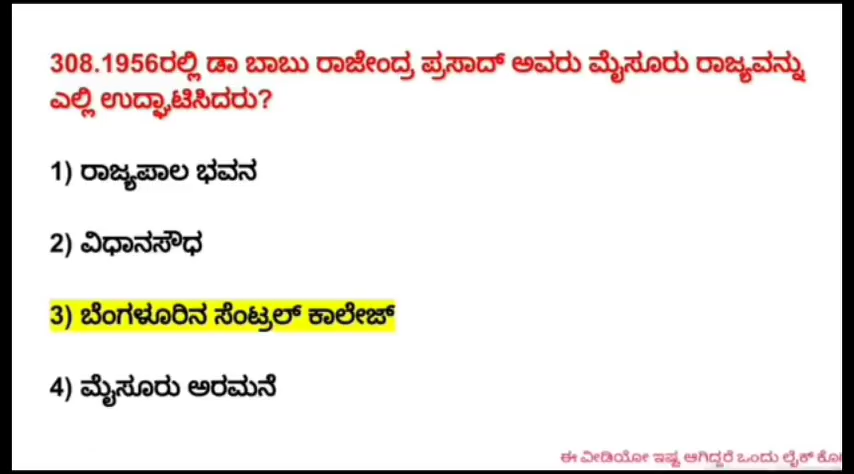 308.1956ರಲ್ಲಿ ಡಾ ಬಾಬು ರಾಜೇಂದ್ರ ಪ್ರಸಾದ್ ಅವರು ಮೈಸೂರು ರಾಜ್ಯವನ್ನು
ಎಲ್ಲಿ ಉದ್ಘಾಟಿಸಿದರು?
1) ರಾಜ್ಯಪಾಲ ಭವನ
2) ವಿಧಾನಸೌಧ
3) ಬೆಂಗಳೂರಿನ ಸೆಂಟ್ರಲ್ ಕಾಲೇಜ್
4) ಮೈಸೂರು ಅರಮನೆ
ಈ ವೀಡಿಯೋ ಇಷ್ಟ ಆಗಿದ್ದರೆ ಒಂದು ಲೈಕ್